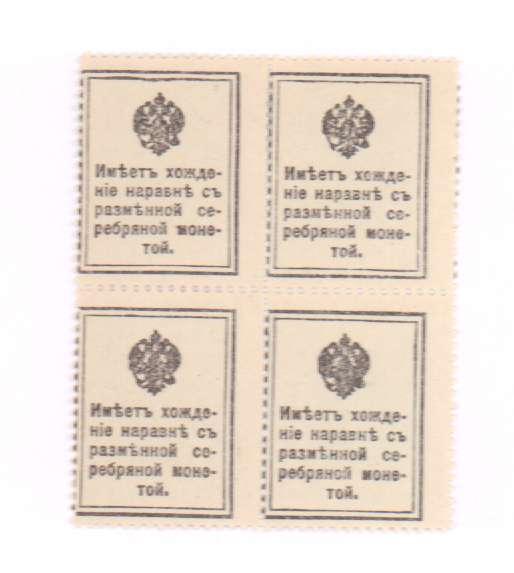 Имѣетъ хожде-
ніе наравнѣ съ
размѣнной се-
ребряной моне-
той.
Имѣетъ хожде-
ніе наравнѣ съ
размѣнной се-
ребряной моне-
той.
Имѣетъ хожде-
ніе наравнѣ съ
размѣнной се-
ребряной моне-
той.
Имѣетъ хожде-
ніе наравнѣ съ
размѣнной се-
ребряной моне-
той.